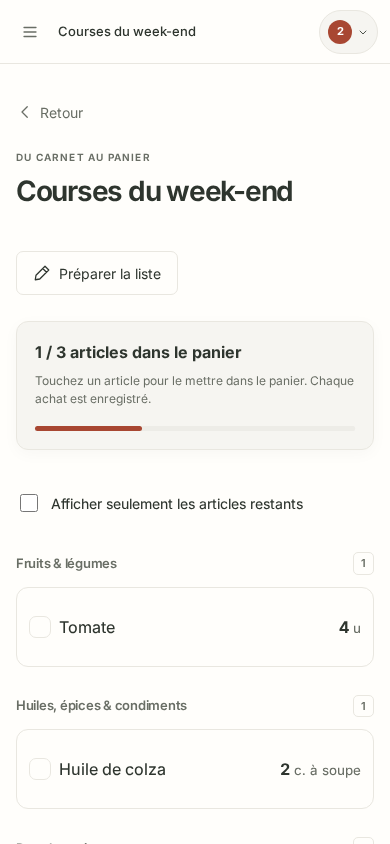 Courses du week-end
2
Retour
DU CARNET AU PANIER
Courses du week-end
Préparer la liste
1 / 3 articles dans le panier
Touchez un article pour le mettre dans le panier. Chaque
achat est enregistré.
Afficher seulement les articles restants
Fruits & légumes 1
Tomate 4 u
Huiles, épices & condiments 1
Huile de colza 2 c. à soupe